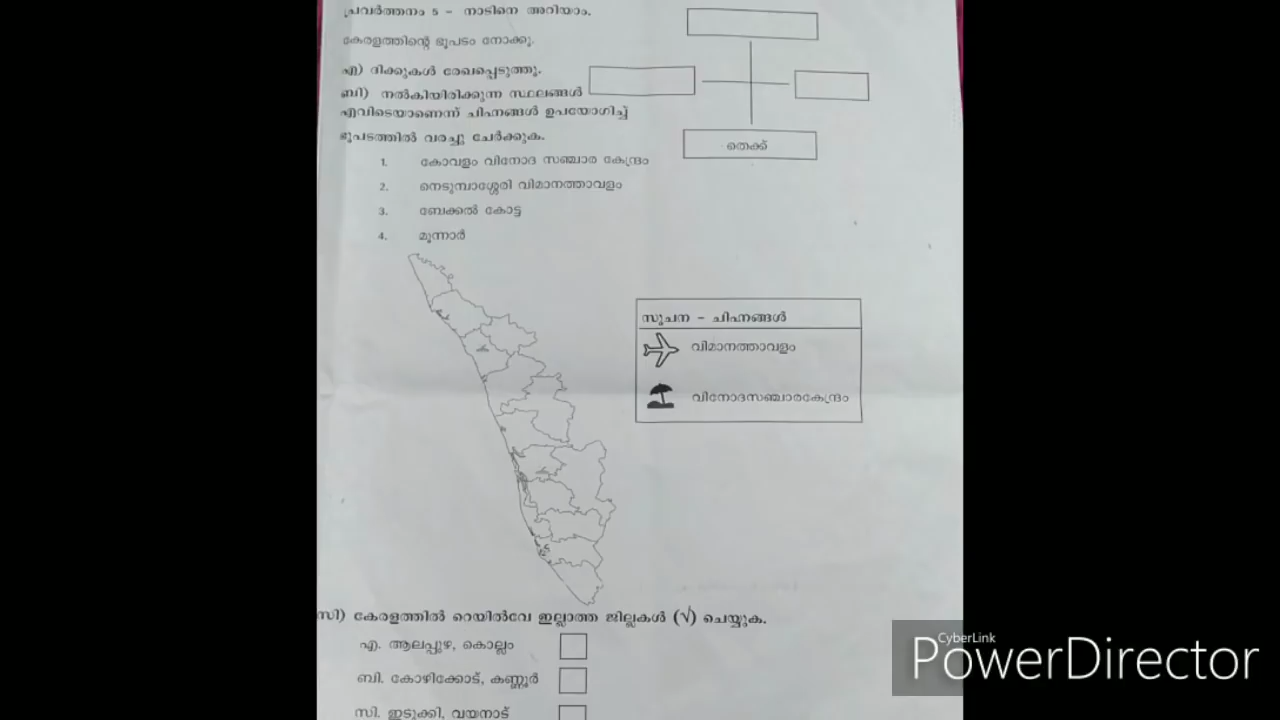 പ്രവർത്തനം 5 - നാടിനെ അറിയാം.
കേരളത്തിന്റെ ഭൂപടം നോക്കൂ.
എ) ദിക്കുകൾ രേഖപ്പെടുത്തൂ.
ബി) നൽകിയിരിക്കുന്ന സ്ഥലങ്ങൾ
എവിടെയാണെന്ന് ചിഹ്നങ്ങൾ ഉപയോഗിച്ച്
ഭൂപടത്തിൽ വരച്ചു ചേർക്കുക.
തെക്ക്
1. കോവളം വിനോദ സഞ്ചാര കേന്ദ്രം
2. നെടുമ്പാശ്ശേരി വിമാനത്താവളം
3. ബേക്കൽ കോട്ട
4. മൂന്നാർ
സൂചന - ചിഹ്നങ്ങൾ
വിമാനത്താവളം
വിനോദസഞ്ചാരകേന്ദ്രം
സി) കേരളത്തിൽ റെയിൽവേ ഇല്ലാത്ത ജില്ലകൾ (√) ചെയ്യുക.
എ. ആലപ്പുഴ, കൊല്ലം
ബി. കോഴിക്കോട്, കണ്ണൂർ
സി. ഇടുക്കി, വയനാട്
CyberLink
PowerDirector